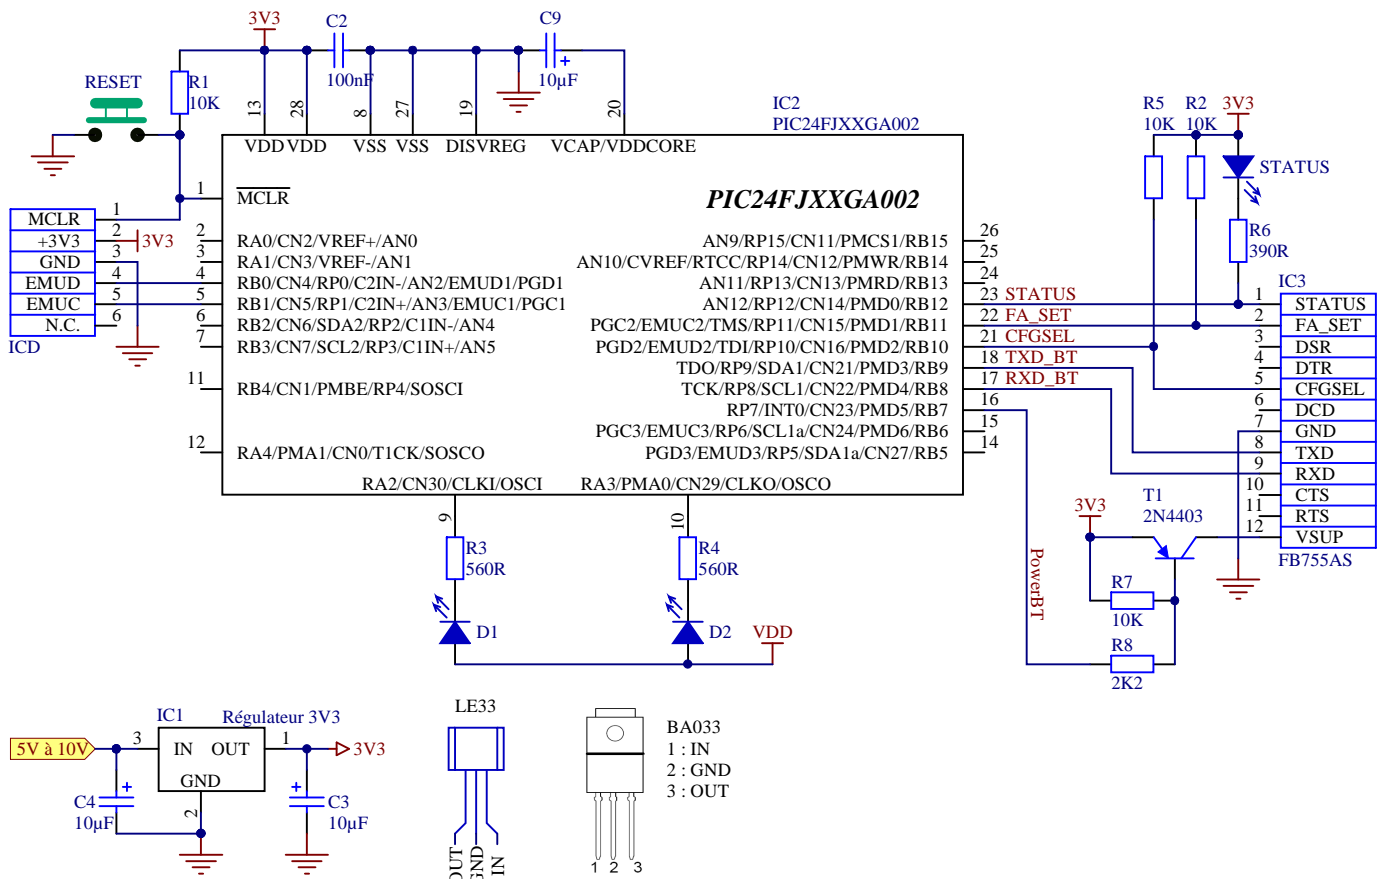 3V3
C2
C9
RESET
R1
10K
100nF
10µF
13
28
8
27
19
20
IC2
PIC24FJXXGA002
VDD VDD VSS VSS DISVREG VCAP/VDDCORE
PIC24FJXXGA002
1
MCLR
2
RA0/CN2/VREF+/AN0
3
RA1/CN3/VREF-/AN1
4
RB0/CN4/RP0/C2IN-/AN2/EMUD1/PGD1
5
RB1/CN5/RP1/C2IN+/AN3/EMUC1/PGC1
6
RB2/CN6/SDA2/RP2/C1IN-/AN4
7
RB3/CN7/SCL2/RP3/C1IN+/AN5
11
RB4/CN1/PMBE/RP4/SOSCI
12
RA4/PMA1/CN0/T1CK/SOSCO
AN9/RP15/CN11/PMCS1/RB15
26
AN10/CVREF/RTCC/RP14/CN12/PMWR/RB14
25
AN11/RP13/CN13/PMRD/RB13
24
AN12/RP12/CN14/PMD0/RB12
23 STATUS
PGC2/EMUC2/TMS/RP11/CN15/PMD1/RB11
22 FA_SET
PGD2/EMUD2/TDI/RP10/CN16/PMD2/RB10
21 CFGSEL
TDO/RP9/SDA1/CN21/PMD3/RB9
18 TXD_BT
TCK/RP8/SCL1/CN22/PMD4/RB8
17 RXD_BT
RP7/INT0/CN23/PMD5/RB7
16
PGC3/EMUC3/RP6/SCL1a/CN24/PMD6/RB6
15
PGD3/EMUD3/RP5/SDA1a/CN27/RB5
14
RA2/CN30/CLKI/OSCI
RA3/PMA0/CN29/CLKO/OSCO
9
10
MCLR 1
+3V3 2 3V3
GND 3
EMUD 4
EMUC 5
N.C. 6
ICD
R5
10K
R2
10K
3V3
STATUS
R6
390R
IC3
1 STATUS
2 FA_SET
3 DSR
4 DTR
5 CFGSEL
6 DCD
7 GND
8 TXD
9 RXD
10 CTS
11 RTS
12 VSUP
FB755AS
3V3
T1
2N4403
PowerBT
R7
10K
R8
2K2
R3
560R
R4
560R
D1
D2
VDD
IC1
Régulateur 3V3
5V à 10V
3
IN OUT
1
3V3
GND
2
C4
10µF
C3
10µF
LE33
OUT
GND
IN
BA033
1 : IN
2 : GND
3 : OUT
1 2 3